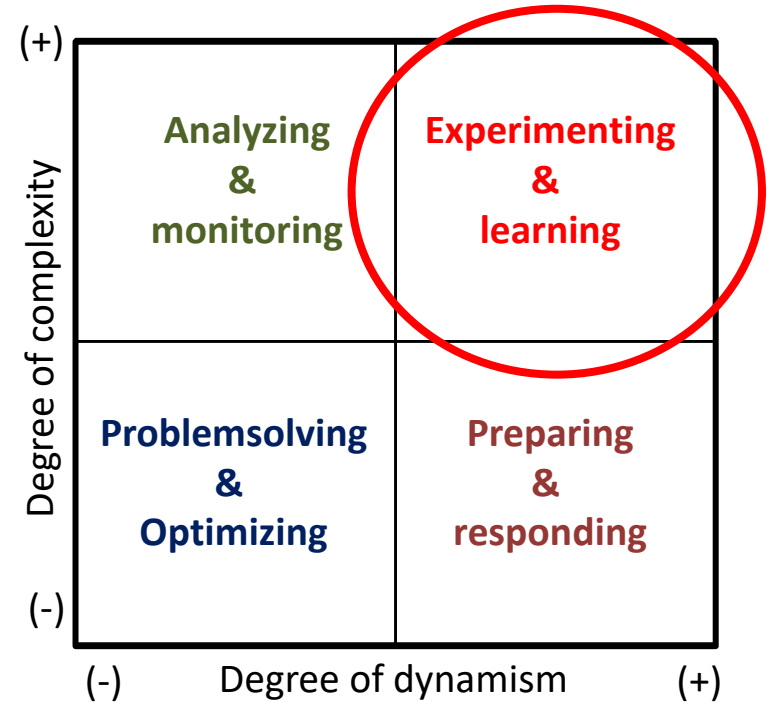 (+)
Degree of complexity
Analyzing
&
monitoring
Experimenting
&
learning
Problemsolving
&
Optimizing
Preparing
&
responding
(-)
(-)
Degree of dynamism
(+)